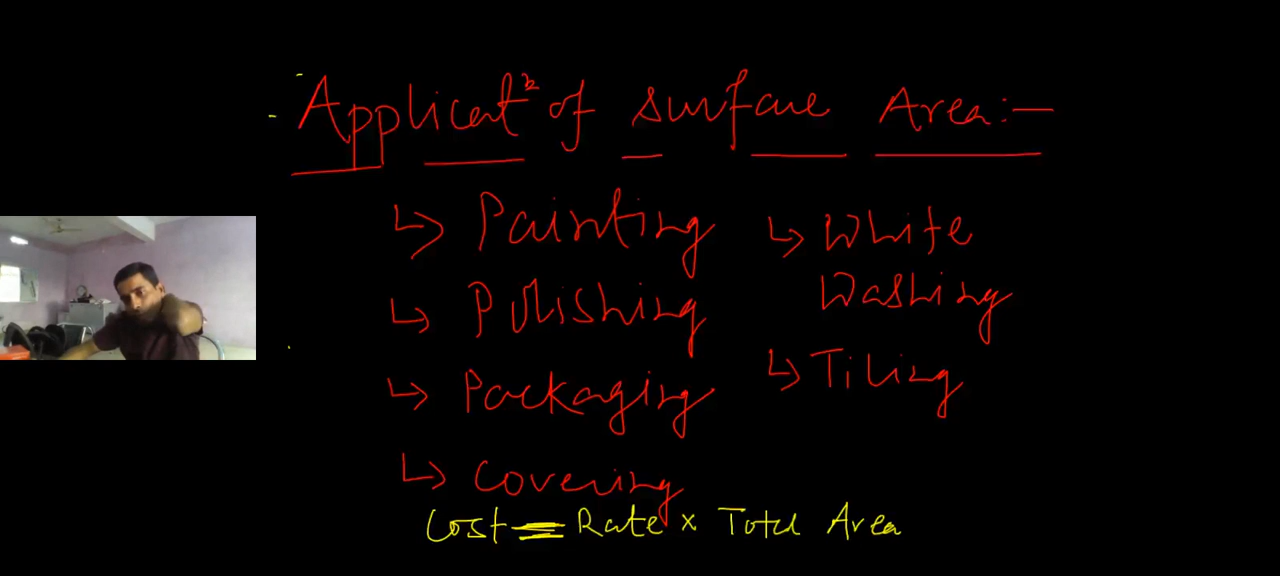 Applicatⁿ of surface Area:-
↳ Painting
↳ Polishing
↳ Packaging
↳ Covering
↳ White
Washing
↳ Tiling
Cost = Rate x Total Area